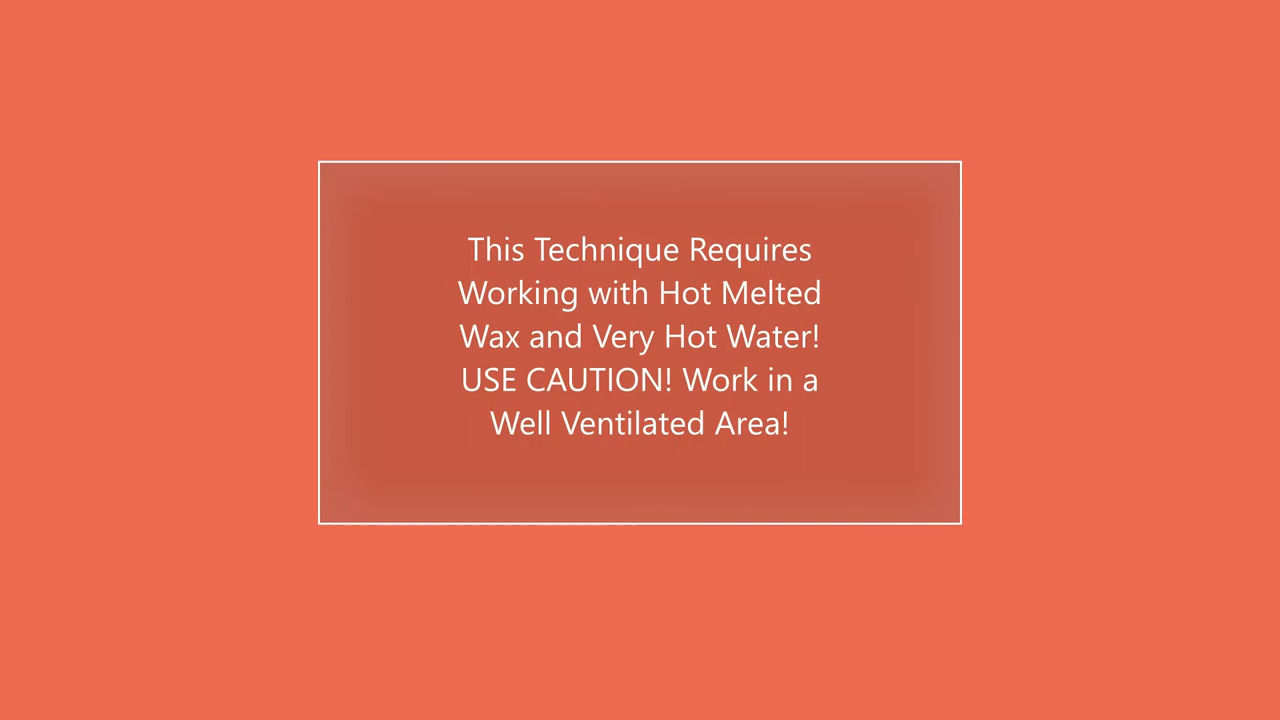 This Technique Requires
Working with Hot Melted
Wax and Very Hot Water!
USE CAUTION! Work in a
Well Ventilated Area!